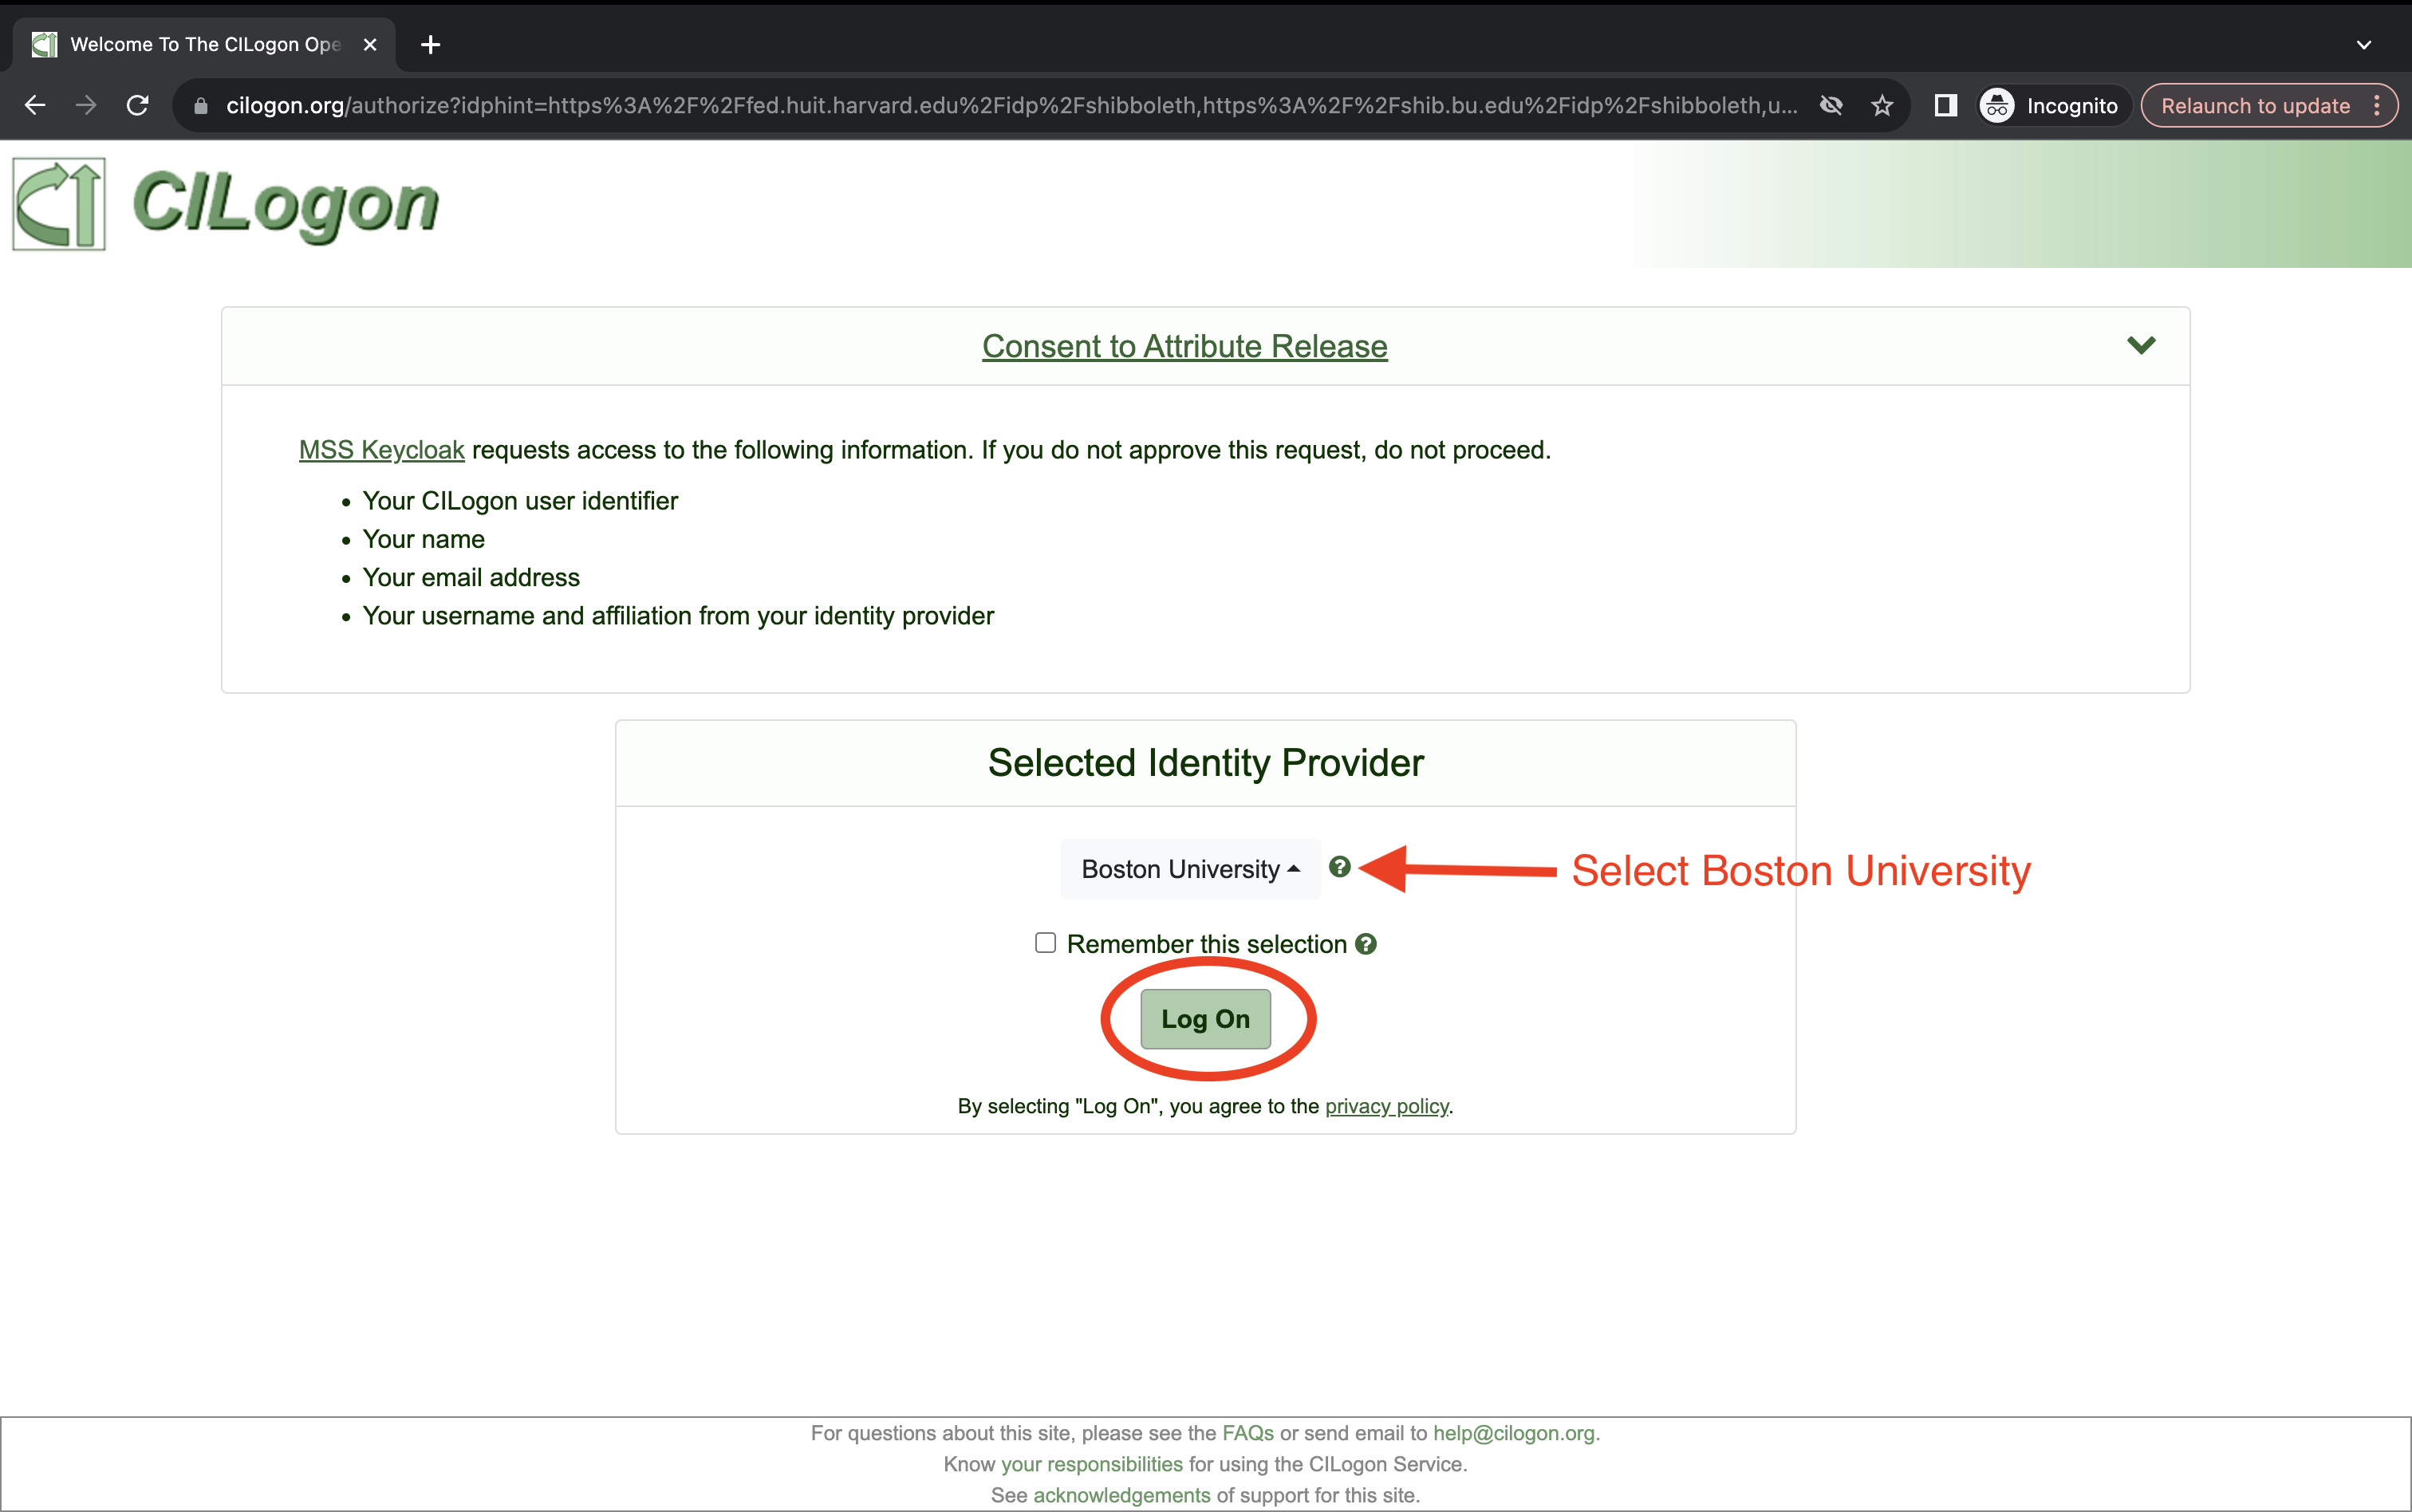 Welcome To The CILogon Ope
cilogon.org/authorize?idphint=https%3A%2F%2Ffed.huit.harvard.edu%2Fidp%2Fshibboleth,https%3A%2F%2Fshib.bu.edu%2Fidp%2Fshibboleth,u...
Incognito
Relaunch to update
CILogon
Consent to Attribute Release
MSS Keycloak requests access to the following information. If you do not approve this request, do not proceed.
• Your CILogon user identifier
• Your name
• Your email address
• Your username and affiliation from your identity provider
Selected Identity Provider
Boston University
Select Boston University
Remember this selection
Log On
By selecting "Log On", you agree to the privacy policy.
For questions about this site, please see the FAQs or send email to help@cilogon.org.
Know your responsibilities for using the CILogon Service.
See acknowledgements of support for this site.